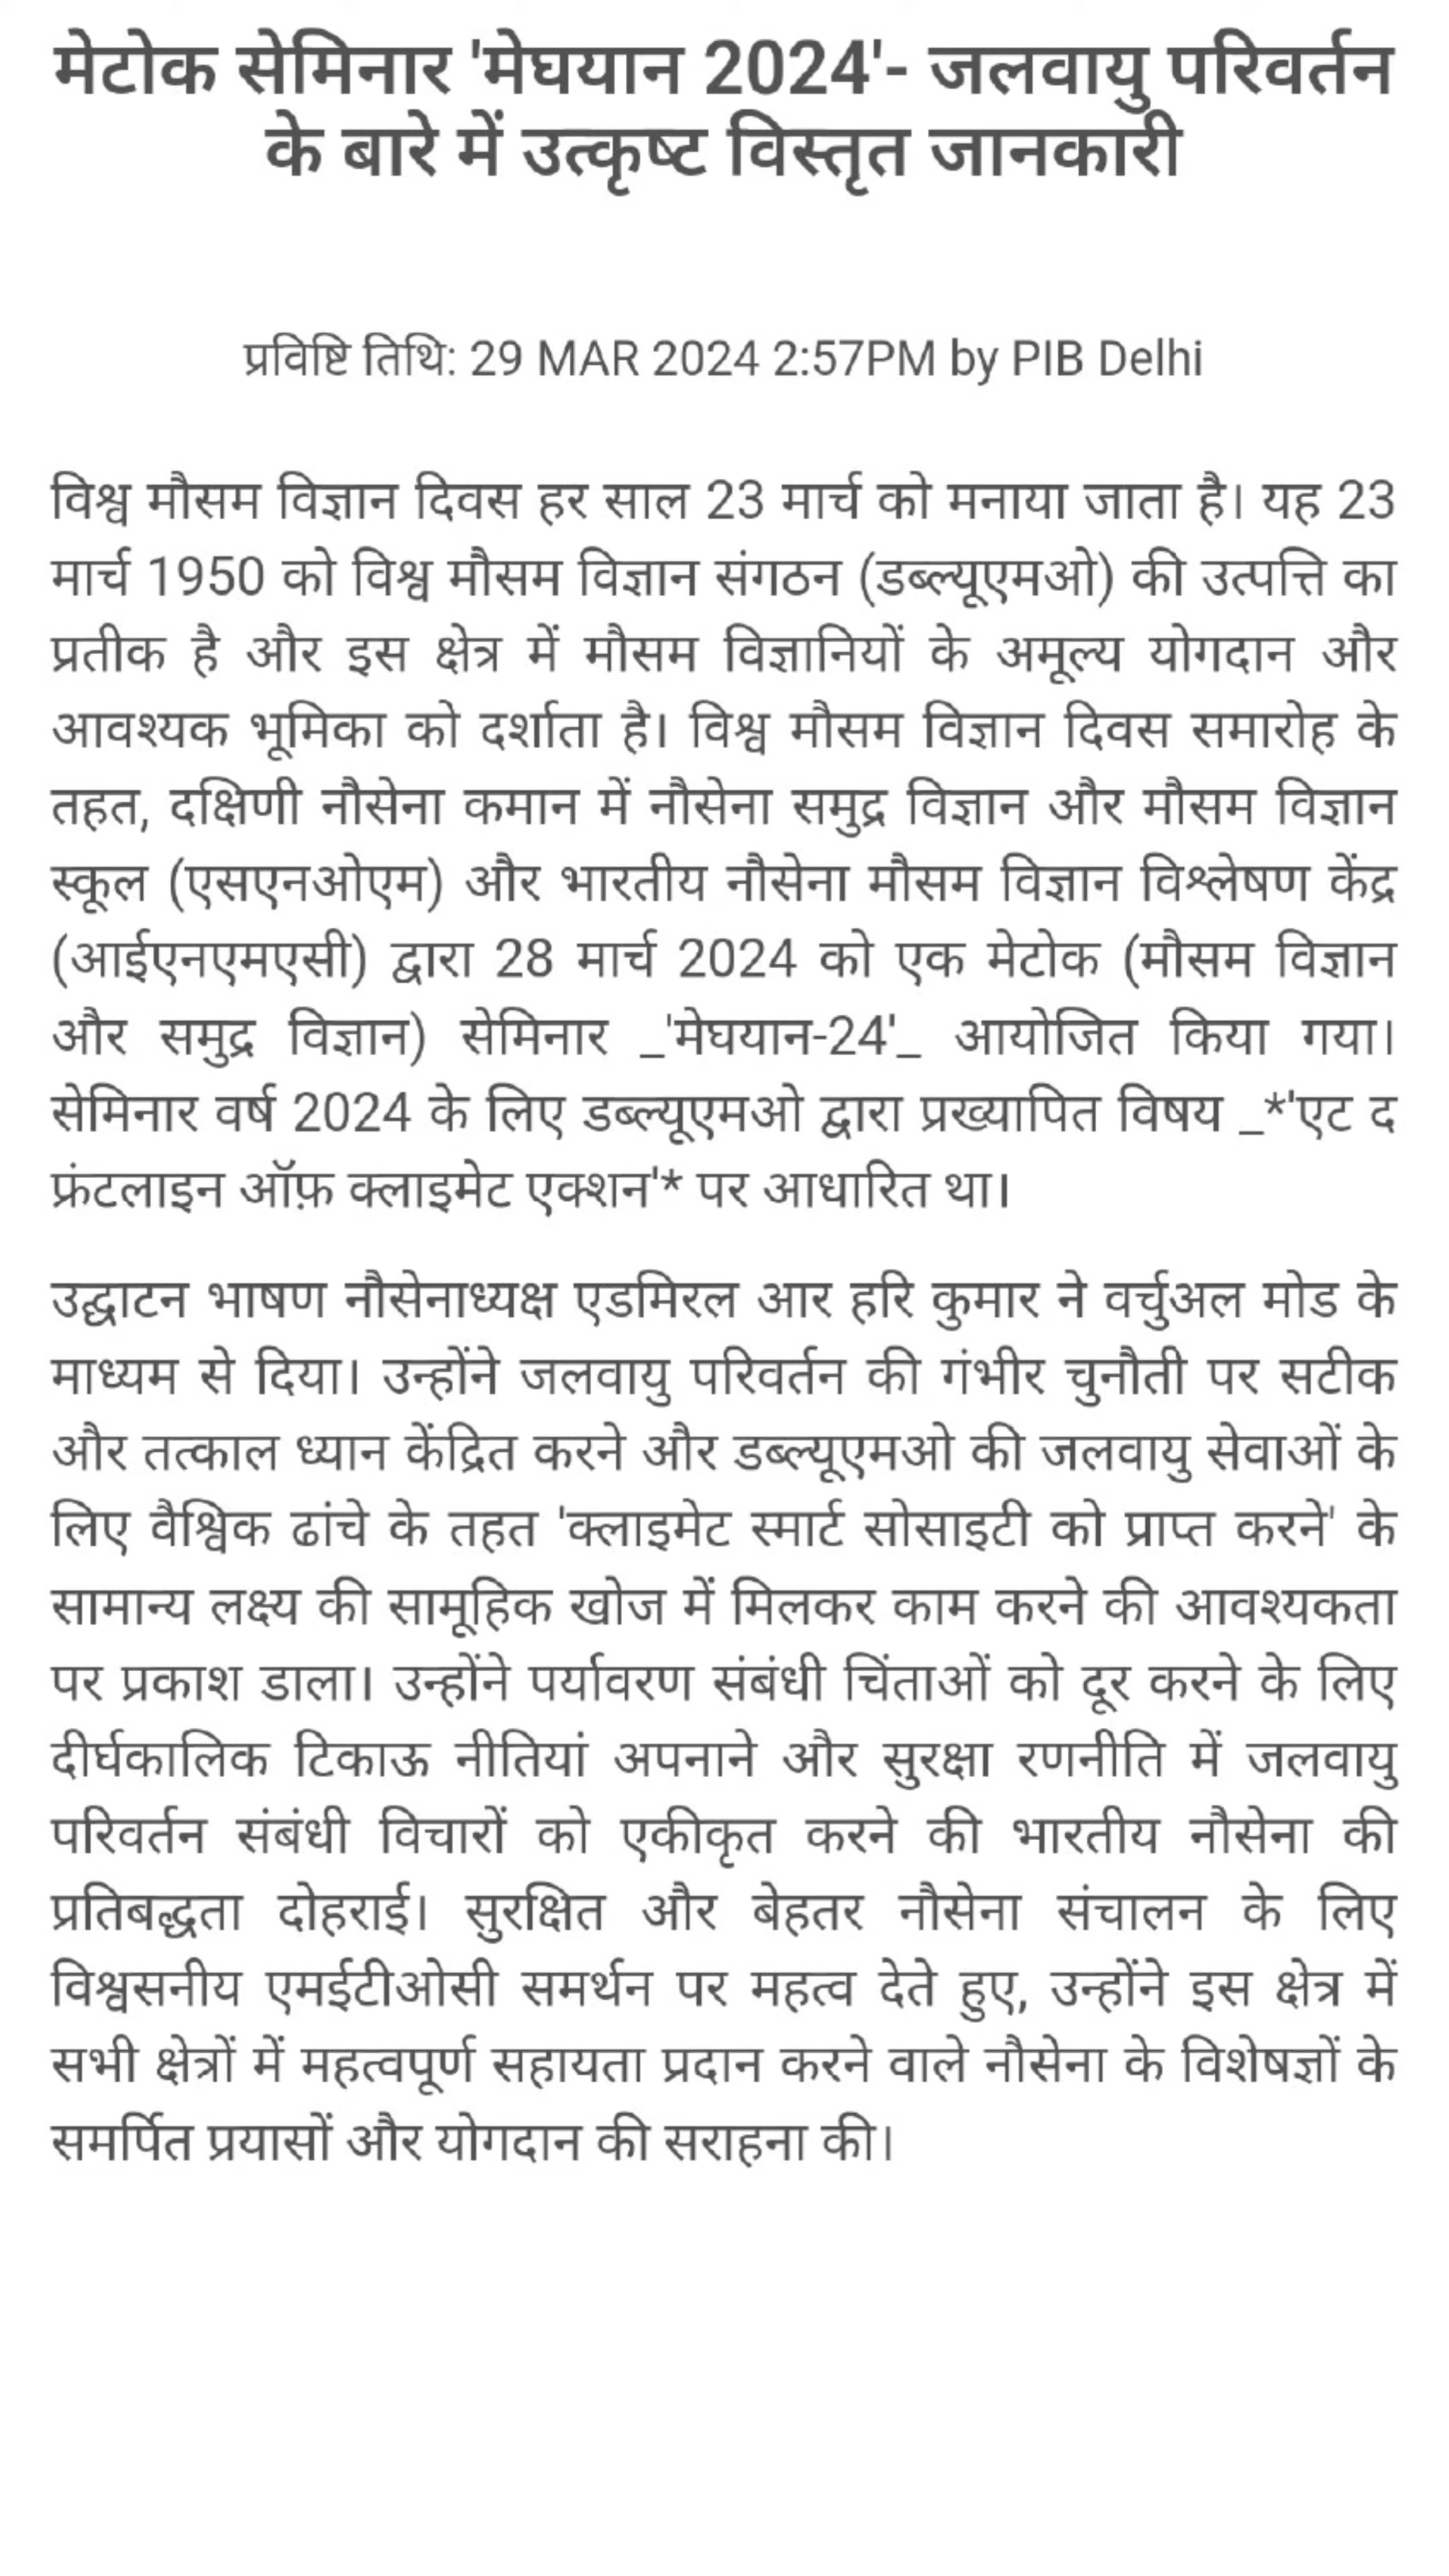 मेटोक सेमिनार 'मेघयान 2024'- जलवायु परिवर्तन
के बारे में उत्कृष्ट विस्तृत जानकारी
प्रविष्टि तिथि: 29 MAR 2024 2:57PM by PIB Delhi
विश्व मौसम विज्ञान दिवस हर साल 23 मार्च को मनाया जाता है। यह 23
मार्च 1950 को विश्व मौसम विज्ञान संगठन (डब्ल्यूएमओ) की उत्पत्ति का
प्रतीक है और इस क्षेत्र में मौसम विज्ञानियों के अमूल्य योगदान और
आवश्यक भूमिका को दर्शाता है। विश्व मौसम विज्ञान दिवस समारोह के
तहत, दक्षिणी नौसेना कमान में नौसेना समुद्र विज्ञान और मौसम विज्ञान
स्कूल (एसएनओएम) और भारतीय नौसेना मौसम विज्ञान विश्लेषण केंद्र
(आईएनएमएसी) द्वारा 28 मार्च 2024 को एक मेटोक (मौसम विज्ञान
और समुद्र विज्ञान) सेमिनार _'मेघयान-24'_ आयोजित किया गया।
सेमिनार वर्ष 2024 के लिए डब्ल्यूएमओ द्वारा प्रख्यापित विषय _*'एट द
फ्रंटलाइन ऑफ़ क्लाइमेट एक्शन'* पर आधारित था।
उद्घाटन भाषण नौसेनाध्यक्ष एडमिरल आर हरि कुमार ने वर्चुअल मोड के
माध्यम से दिया। उन्होंने जलवायु परिवर्तन की गंभीर चुनौती पर सटीक
और तत्काल ध्यान केंद्रित करने और डब्ल्यूएमओ की जलवायु सेवाओं के
लिए वैश्विक ढांचे के तहत 'क्लाइमेट स्मार्ट सोसाइटी को प्राप्त करने' के
सामान्य लक्ष्य की सामूहिक खोज में मिलकर काम करने की आवश्यकता
पर प्रकाश डाला। उन्होंने पर्यावरण संबंधी चिंताओं को दूर करने के लिए
दीर्घकालिक टिकाऊ नीतियां अपनाने और सुरक्षा रणनीति में जलवायु
परिवर्तन संबंधी विचारों को एकीकृत करने की भारतीय नौसेना की
प्रतिबद्धता दोहराई। सुरक्षित और बेहतर नौसेना संचालन के लिए
विश्वसनीय एमईटीओसी समर्थन पर महत्व देते हुए, उन्होंने इस क्षेत्र में
सभी क्षेत्रों में महत्वपूर्ण सहायता प्रदान करने वाले नौसेना के विशेषज्ञों के
समर्पित प्रयासों और योगदान की सराहना की।